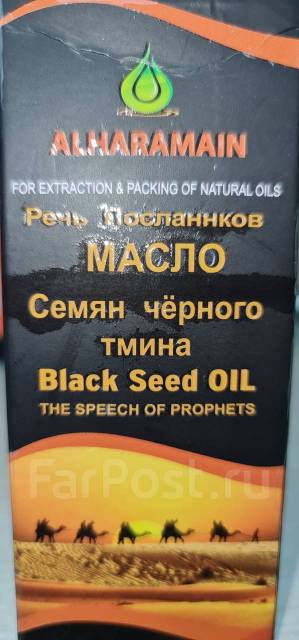 ALHARAMAIN
FOR EXTRACTION & PACKING OF NATURAL OILS
Речь Посланнков
МАСЛО
Семян чёрного
тмина
Black Seed OIL
THE SPEECH OF PROPHETS
FarPost.ru